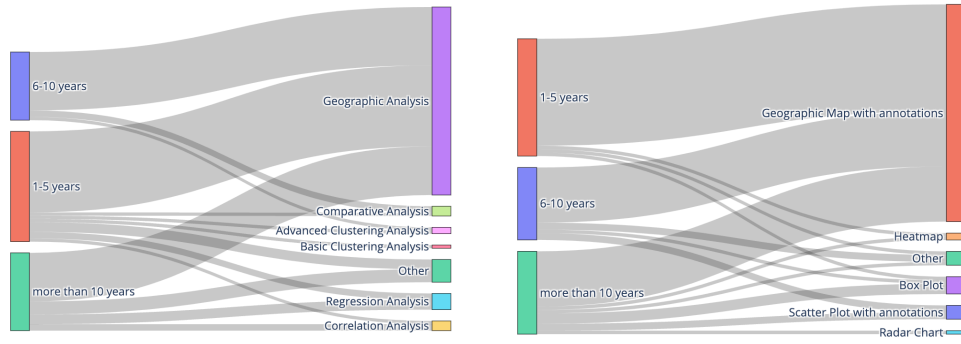 6-10 years
1-5 years
more than 10 years
Geographic Analysis
Comparative Analysis
Advanced Clustering Analysis
Basic Clustering Analysis
Other
Regression Analysis
Correlation Analysis
1-5 years
6-10 years
more than 10 years
Geographic Map with annotations
Heatmap
Other
Box Plot
Scatter Plot with annotations
Radar Chart